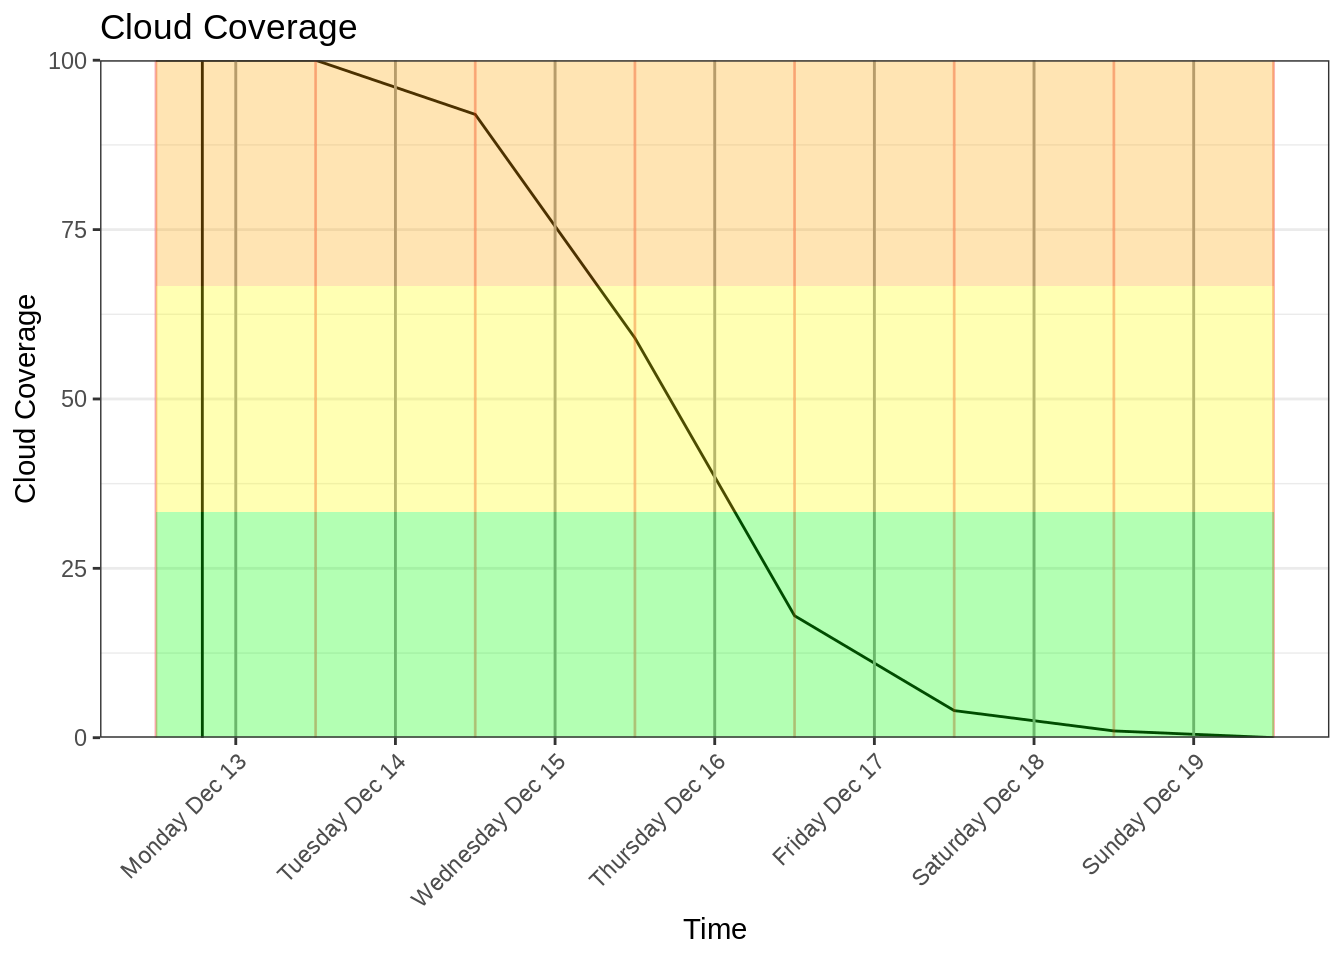 Cloud Coverage
Cloud Coverage
100
75
50
25
0
Monday Dec 13
Tuesday Dec 14
Wednesday Dec 15
Thursday Dec 16
Friday Dec 17
Saturday Dec 18
Sunday Dec 19
Time